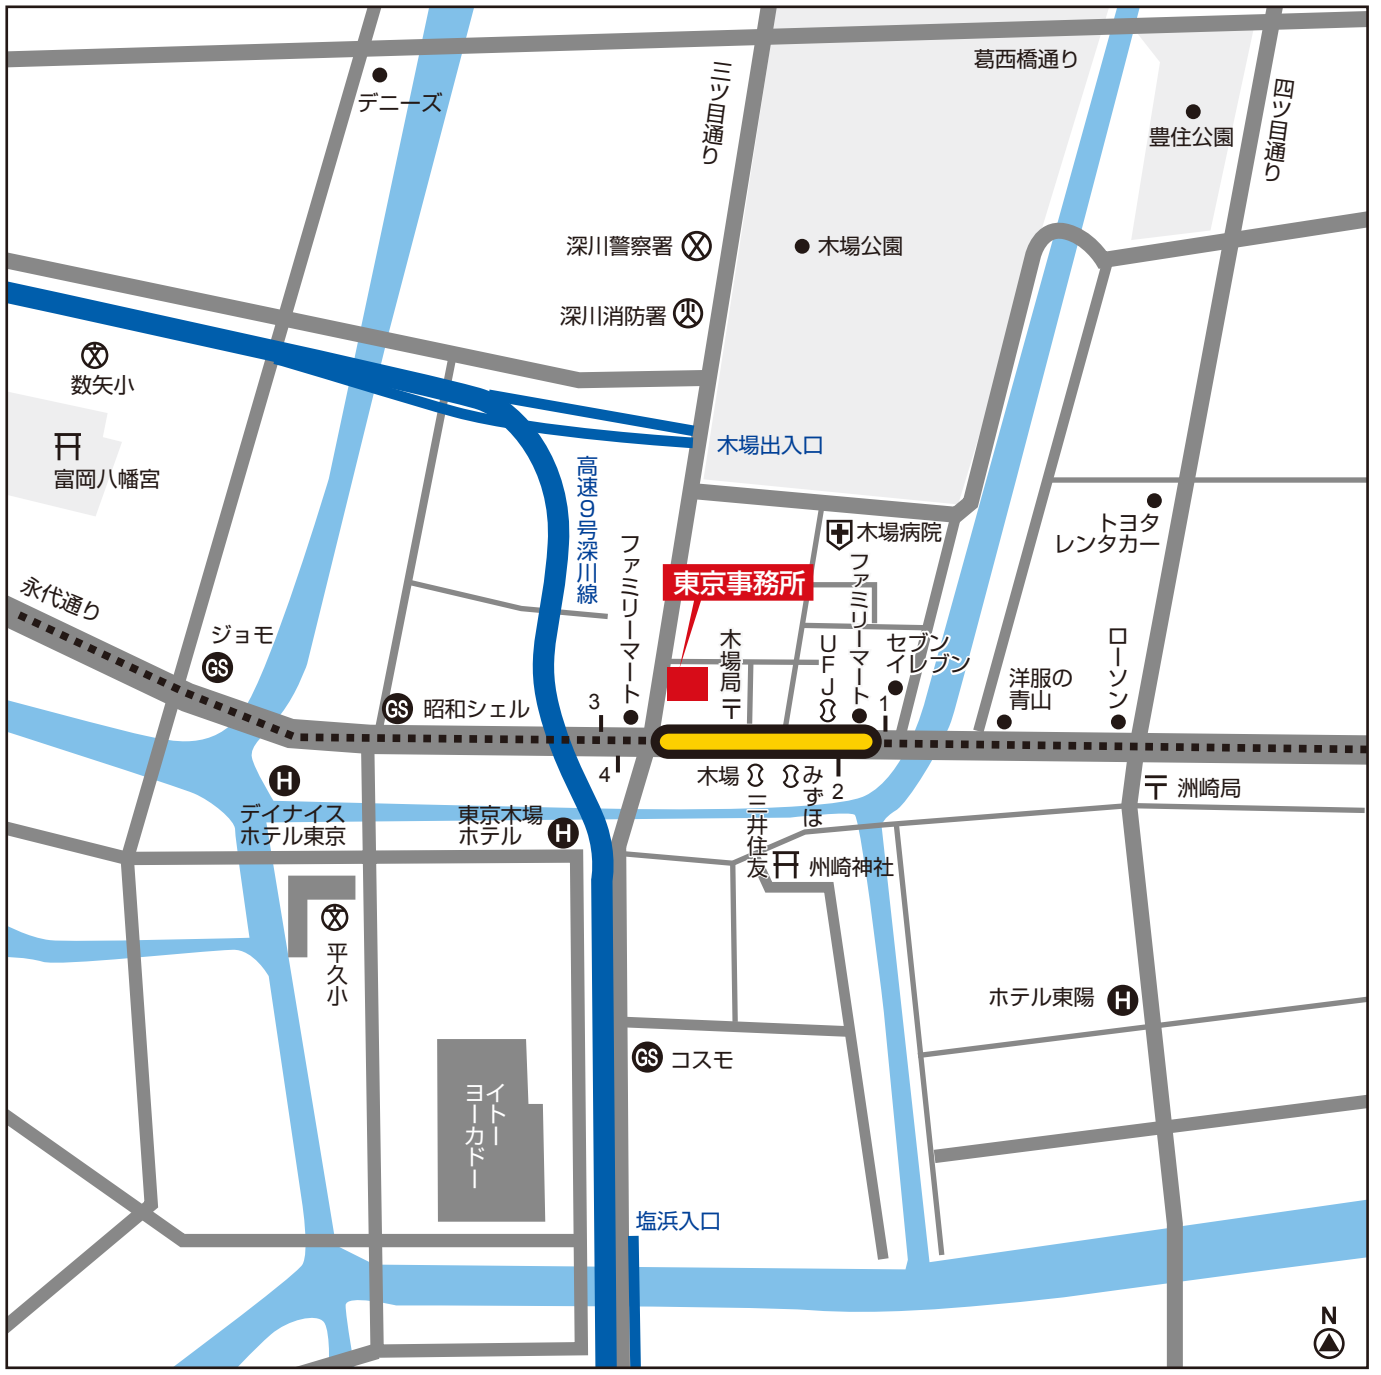 葛西橋通り
デニーズ
三ツ目通り
四ツ目通り
豊住公園
深川警察署
木場公園
深川消防署
数矢小
木場出入口
富岡八幡宮
高速9号深川線
トヨタ
レンタカー
木場病院
ファミリーマート
ファミリーマート
東京事務所
永代通り
ジョモ
GS
木場局
〒
UFJ
セブン
イレブン
ローソン
洋服の
青山
GS
昭和シェル
3
1
4
木場
2
みずほ
三井住友
〒
洲崎局
H
デイナイス
ホテル東京
東京木場
ホテル
H
州崎神社
平久小
ホテル東陽
H
GS
コスモ
イトー
ヨーカドー
塩浜入口
N